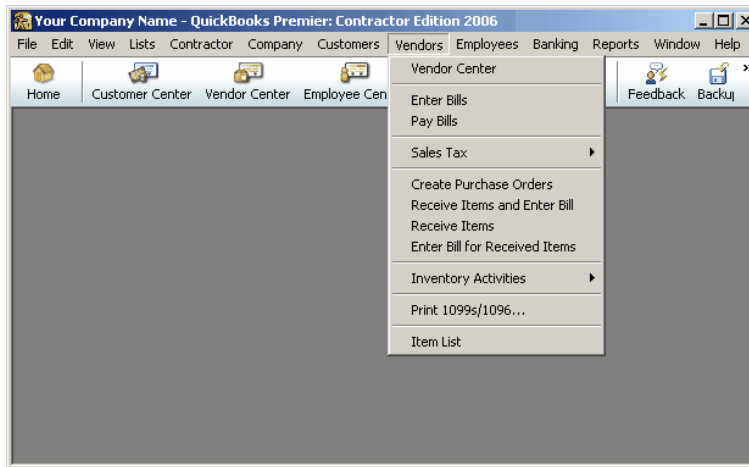 Your Company Name - QuickBooks Premier: Contractor Edition 2006
File Edit View Lists Contractor Company Customers Vendors Employees Banking Reports Window Help
Home Customer Center Vendor Center Employee Cen Feedback Backup
Vendor Center
Enter Bills
Pay Bills
Sales Tax
Create Purchase Orders
Receive Items and Enter Bill
Receive Items
Enter Bill for Received Items
Inventory Activities
Print 1099s/1096...
Item List